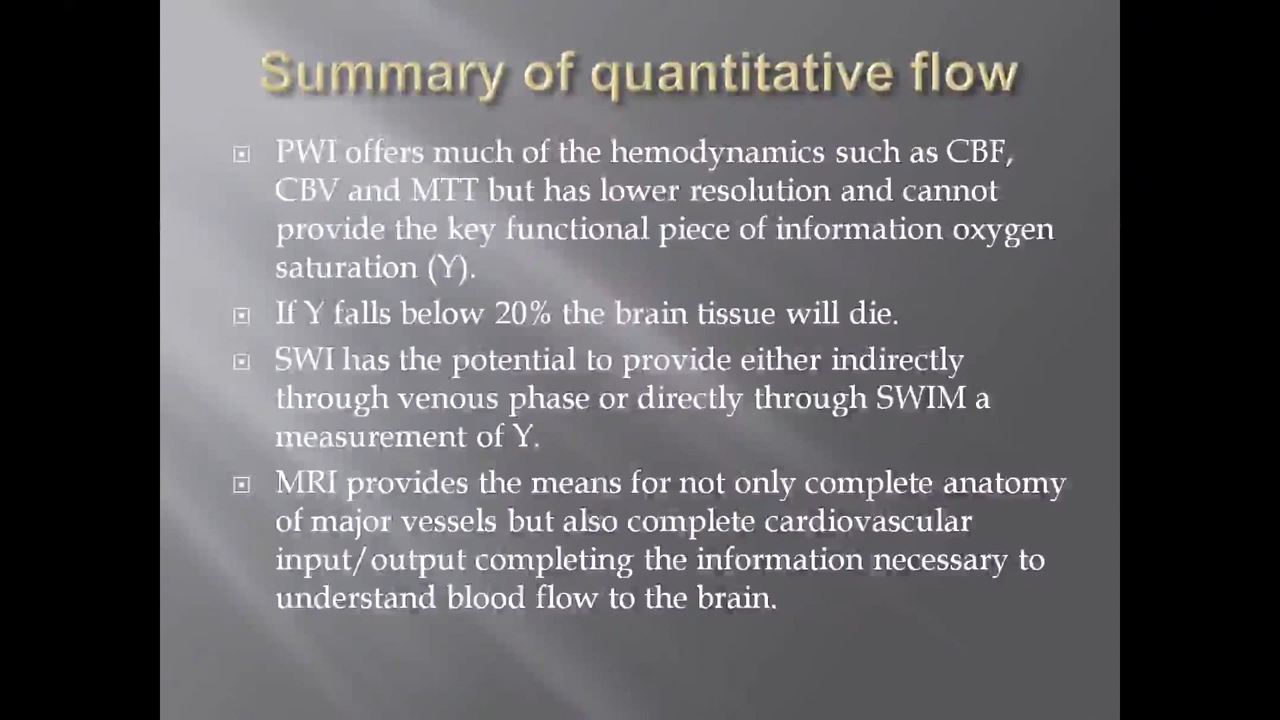 Summary of quantitative flow
PWI offers much of the hemodynamics such as CBF,
CBV and MTT but has lower resolution and cannot
provide the key functional piece of information oxygen
saturation (Y).
If Y falls below 20% the brain tissue will die.
SWI has the potential to provide either indirectly
through venous phase or directly through SWIM a
measurement of Y.
MRI provides the means for not only complete anatomy
of major vessels but also complete cardiovascular
input/output completing the information necessary to
understand blood flow to the brain.